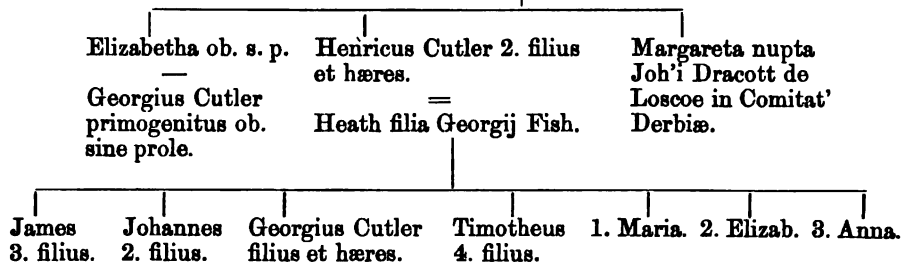 Elizabetha ob. s. p.
—
Georgius Cutler
primogenitus ob.
sine prole.
Henricus Cutler 2. filius
et hæres.
=
Heath filia Georgij Fish.
Margareta nupta
Joh'i Dracott de
Loscoe in Comitat'
Derbiæ.
James
3. filius.
Johannes
2. filius.
Georgius Cutler
filius et hæres.
Timotheus
4. filius.
1. Maria. 2. Elizab. 3. Anna.